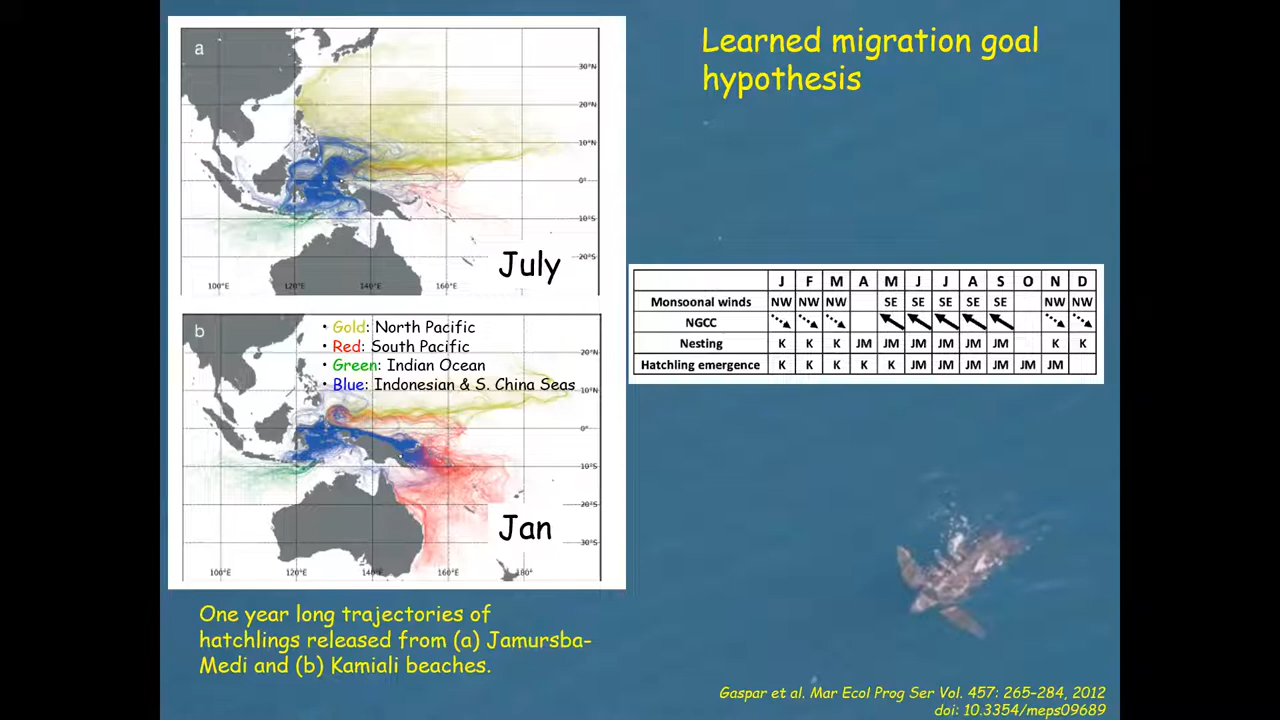 Learned migration goal
hypothesis
a
30°N
20°N
10°N
0°
10°S
20°S
100°E
120°E
140°E
160°E
July
b
• Gold: North Pacific
• Red: South Pacific
• Green: Indian Ocean
• Blue: Indonesian & S. China Seas
20°N
10°N
0°
10°S
20°S
30°S
100°E
120°E
140°E
160°E
180°
Jan
J F M A M J J A S O N D
Monsoonal winds NW NW NW SE SE SE SE SE NW NW
NGCC
Nesting K K K JM JM JM JM JM JM K K
Hatchling emergence K K K K K JM JM JM JM JM JM
One year long trajectories of
hatchlings released from (a) Jamursba-
Medi and (b) Kamiali beaches.
Gaspar et al. Mar Ecol Prog Ser Vol. 457: 265–284, 2012
doi: 10.3354/meps09689